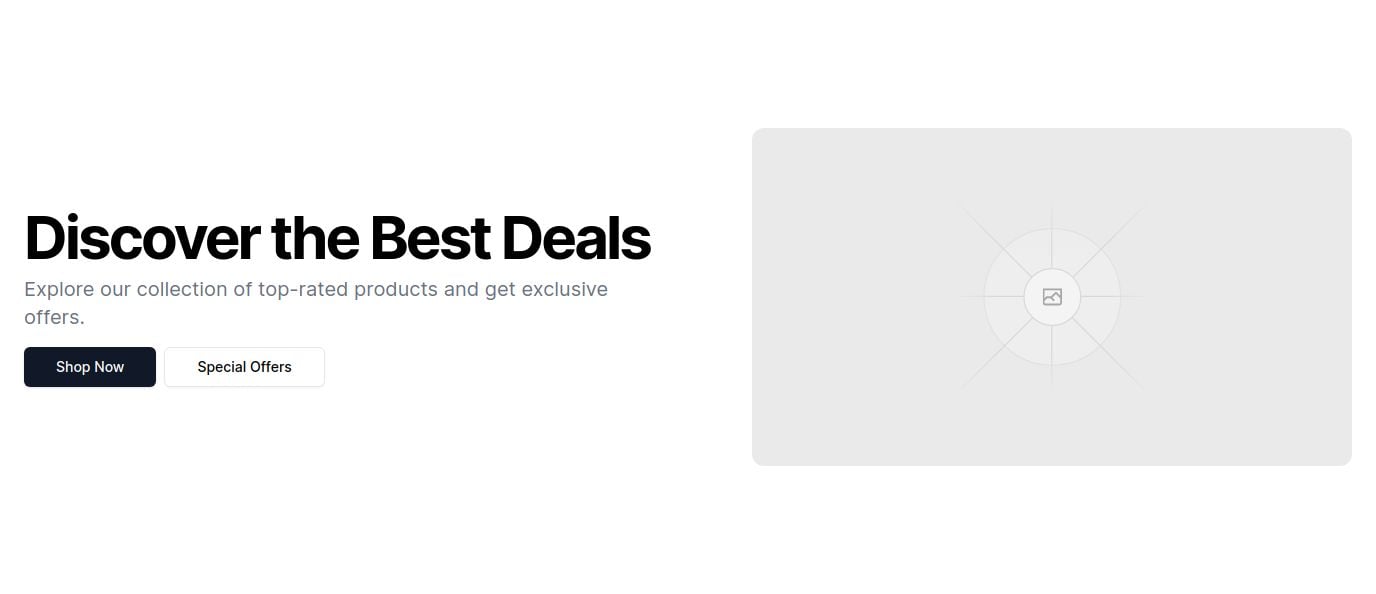 Discover the Best Deals
Explore our collection of top-rated products and get exclusive
offers.
Shop Now
Special Offers